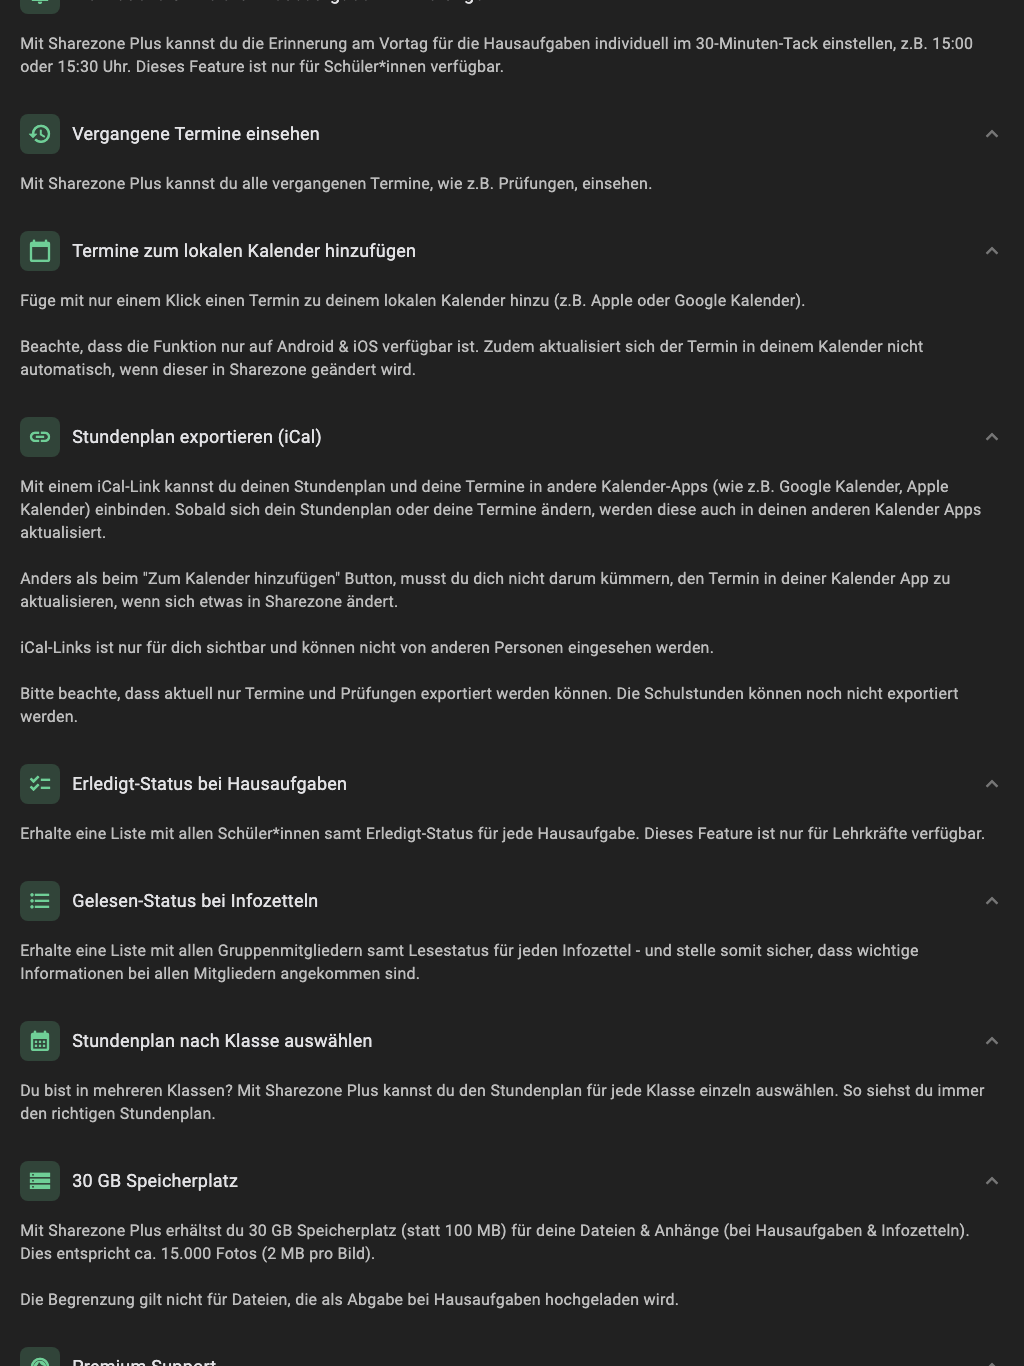 Mit Sharezone Plus kannst du die Erinnerung am Vortag für die Hausaufgaben individuell im 30-Minuten-Tack einstellen, z.B. 15:00
oder 15:30 Uhr. Dieses Feature ist nur für Schüler*innen verfügbar.
Vergangene Termine einsehen
Mit Sharezone Plus kannst du alle vergangenen Termine, wie z.B. Prüfungen, einsehen.
Termine zum lokalen Kalender hinzufügen
Füge mit nur einem Klick einen Termin zu deinem lokalen Kalender hinzu (z.B. Apple oder Google Kalender).
Beachte, dass die Funktion nur auf Android & iOS verfügbar ist. Zudem aktualisiert sich der Termin in deinem Kalender nicht
automatisch, wenn dieser in Sharezone geändert wird.
Stundenplan exportieren (iCal)
Mit einem iCal-Link kannst du deinen Stundenplan und deine Termine in andere Kalender-Apps (wie z.B. Google Kalender, Apple
Kalender) einbinden. Sobald sich dein Stundenplan oder deine Termine ändern, werden diese auch in deinen anderen Kalender Apps
aktualisiert.
Anders als beim "Zum Kalender hinzufügen" Button, musst du dich nicht darum kümmern, den Termin in deiner Kalender App zu
aktualisieren, wenn sich etwas in Sharezone ändert.
iCal-Links ist nur für dich sichtbar und können nicht von anderen Personen eingesehen werden.
Bitte beachte, dass aktuell nur Termine und Prüfungen exportiert werden können. Die Schulstunden können noch nicht exportiert
werden.
Erledigt-Status bei Hausaufgaben
Erhalte eine Liste mit allen Schüler*innen samt Erledigt-Status für jede Hausaufgabe. Dieses Feature ist nur für Lehrkräfte verfügbar.
Gelesen-Status bei Infozetteln
Erhalte eine Liste mit allen Gruppenmitgliedern samt Lesestatus für jeden Infozettel - und stelle somit sicher, dass wichtige
Informationen bei allen Mitgliedern angekommen sind.
Stundenplan nach Klasse auswählen
Du bist in mehreren Klassen? Mit Sharezone Plus kannst du den Stundenplan für jede Klasse einzeln auswählen. So siehst du immer
den richtigen Stundenplan.
30 GB Speicherplatz
Mit Sharezone Plus erhältst du 30 GB Speicherplatz (statt 100 MB) für deine Dateien & Anhänge (bei Hausaufgaben & Infozetteln).
Dies entspricht ca. 15.000 Fotos (2 MB pro Bild).
Die Begrenzung gilt nicht für Dateien, die als Abgabe bei Hausaufgaben hochgeladen wird.
Premium Support